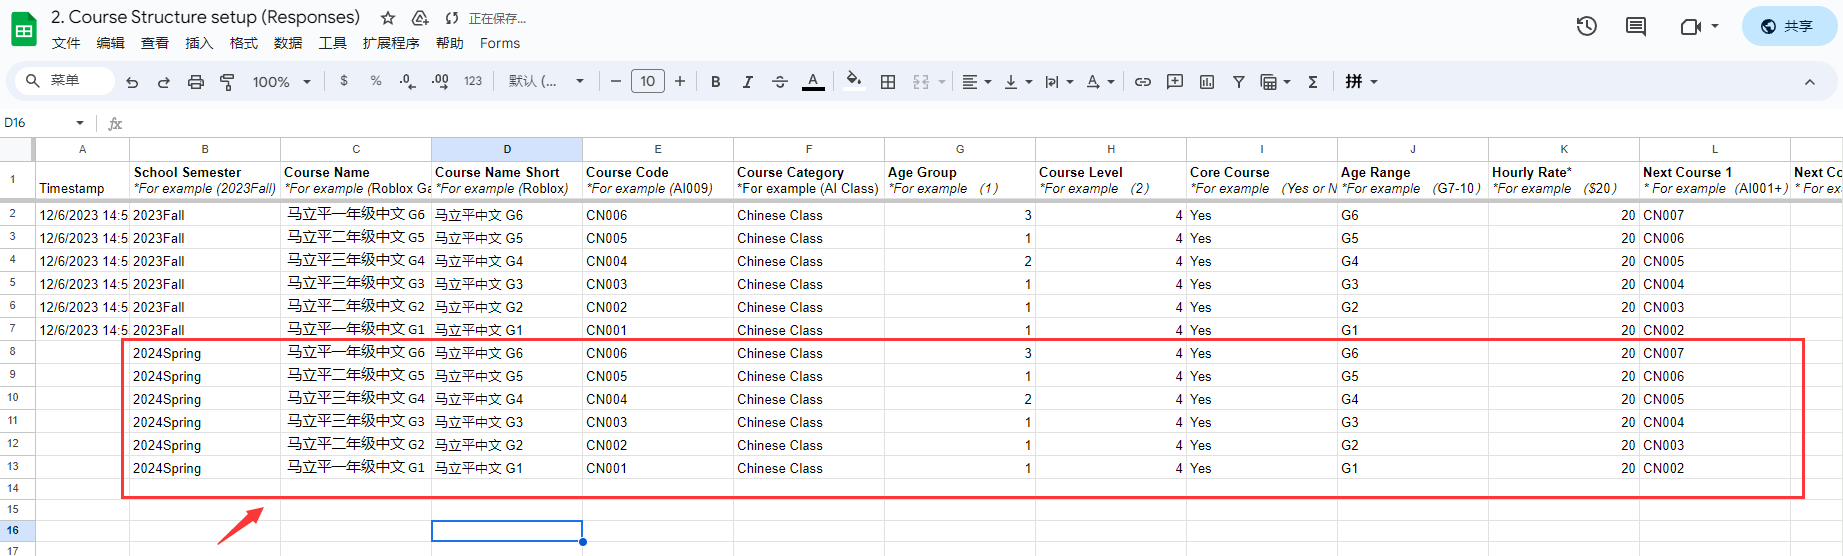 2. Course Structure setup (Responses) 正在保存...
文件 编辑 查看 插入 格式 数据 工具 扩展程序 帮助 Forms
共享
菜单 100% $ % .0 .00 123 默认 (... 10 B I A A Σ 拼
D16 fx
A B C D E F G H I J K L
1 Timestamp School Semester *For example (2023Fall) Course Name *For example (Roblox Ga Course Name Short *For example (Roblox) Course Code *For example (AI009) Course Category *For example (AI Class) Age Group *For example （1） Course Level *For example （2） Core Course *For example （Yes or N Age Range *For example （G7-10） Hourly Rate* *For example （$20） Next Course 1 * For example （AI001+） Next Co * For ex
2 12/6/2023 14:5 2023Fall 马立平一年级中文 G6 马立平中文 G6 CN006 Chinese Class 3 4 Yes G6 20 CN007
3 12/6/2023 14:5 2023Fall 马立平二年级中文 G5 马立平中文 G5 CN005 Chinese Class 1 4 Yes G5 20 CN006
4 12/6/2023 14:5 2023Fall 马立平三年级中文 G4 马立平中文 G4 CN004 Chinese Class 2 4 Yes G4 20 CN005
5 12/6/2023 14:5 2023Fall 马立平三年级中文 G3 马立平中文 G3 CN003 Chinese Class 1 4 Yes G3 20 CN004
6 12/6/2023 14:5 2023Fall 马立平二年级中文 G2 马立平中文 G2 CN002 Chinese Class 1 4 Yes G2 20 CN003
7 12/6/2023 14:5 2023Fall 马立平一年级中文 G1 马立平中文 G1 CN001 Chinese Class 1 4 Yes G1 20 CN002
8 2024Spring 马立平一年级中文 G6 马立平中文 G6 CN006 Chinese Class 3 4 Yes G6 20 CN007
9 2024Spring 马立平二年级中文 G5 马立平中文 G5 CN005 Chinese Class 1 4 Yes G5 20 CN006
10 2024Spring 马立平三年级中文 G4 马立平中文 G4 CN004 Chinese Class 2 4 Yes G4 20 CN005
11 2024Spring 马立平三年级中文 G3 马立平中文 G3 CN003 Chinese Class 1 4 Yes G3 20 CN004
12 2024Spring 马立平二年级中文 G2 马立平中文 G2 CN002 Chinese Class 1 4 Yes G2 20 CN003
13 2024Spring 马立平一年级中文 G1 马立平中文 G1 CN001 Chinese Class 1 4 Yes G1 20 CN002
14
15
16
17